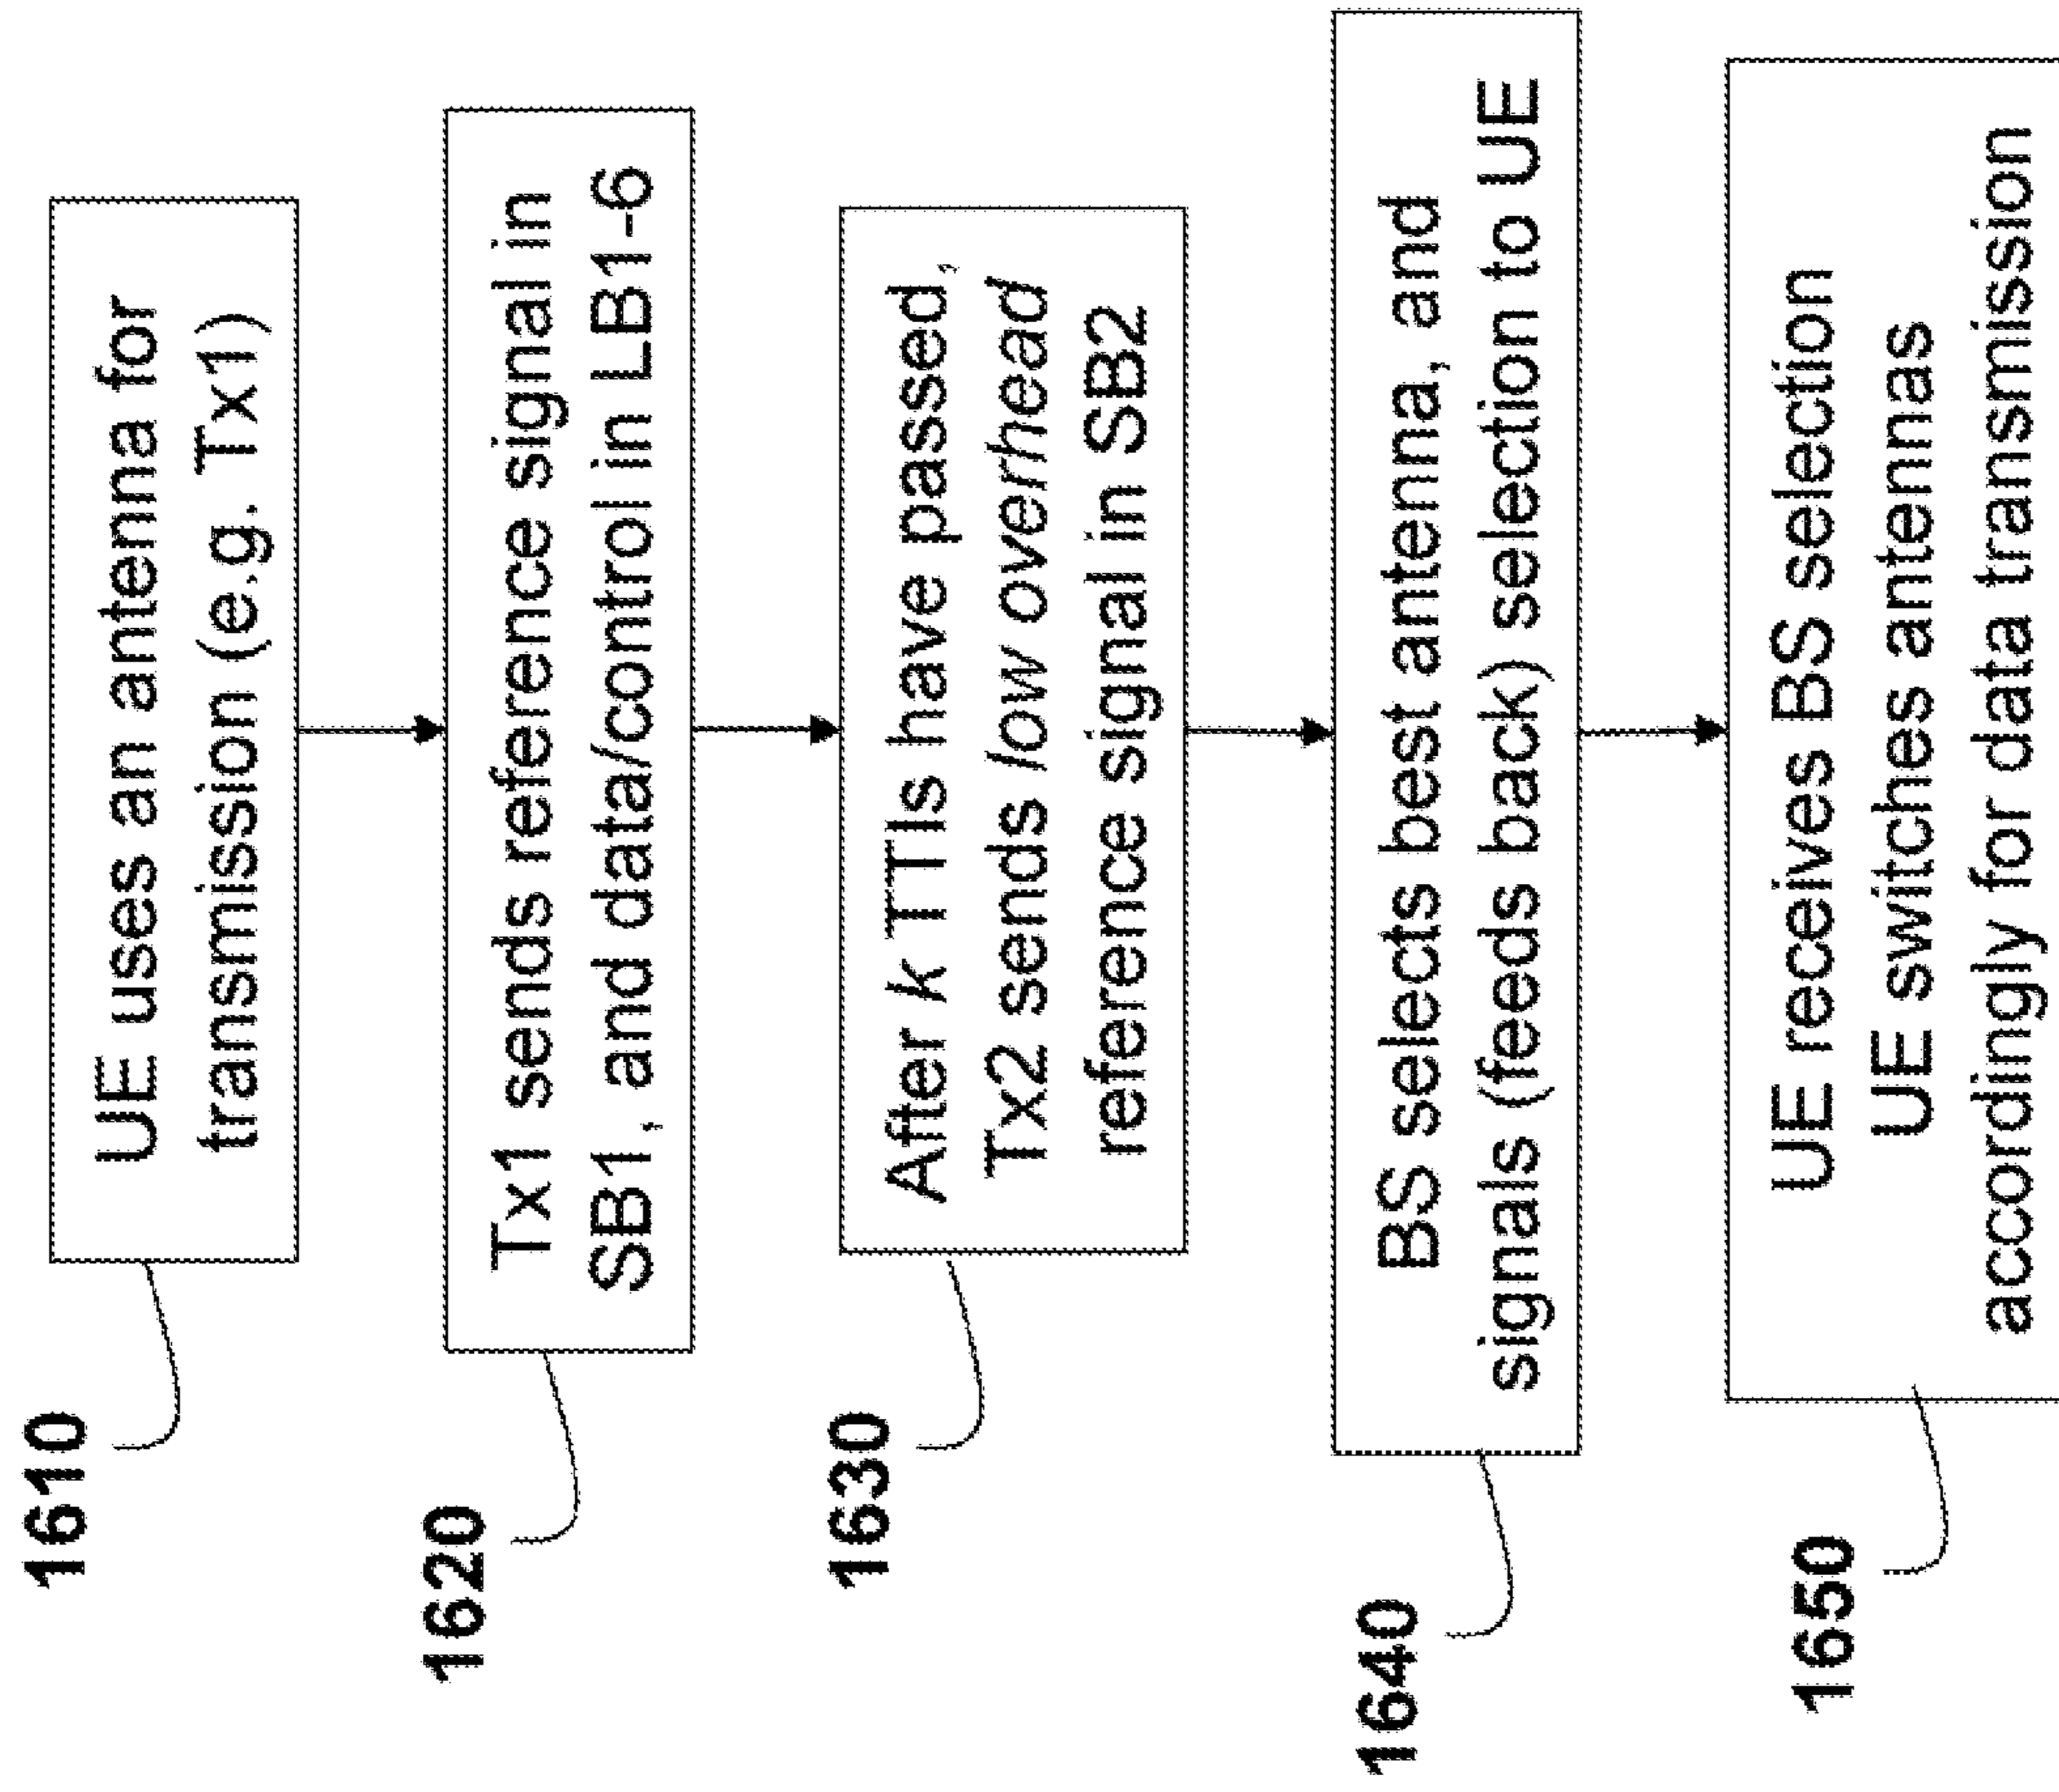 1610
UE uses an antenna for
transmission (e.g. Tx1)
1620
Tx1 sends reference signal in
SB1, and data/control in LB1-6
1630
After k TTIs have passed,
Tx2 sends low overhead
reference signal in SB2
1640
BS selects best antenna, and
signals (feeds back) selection to UE
1650
UE receives BS selection
UE switches antennas
accordingly for data transmission